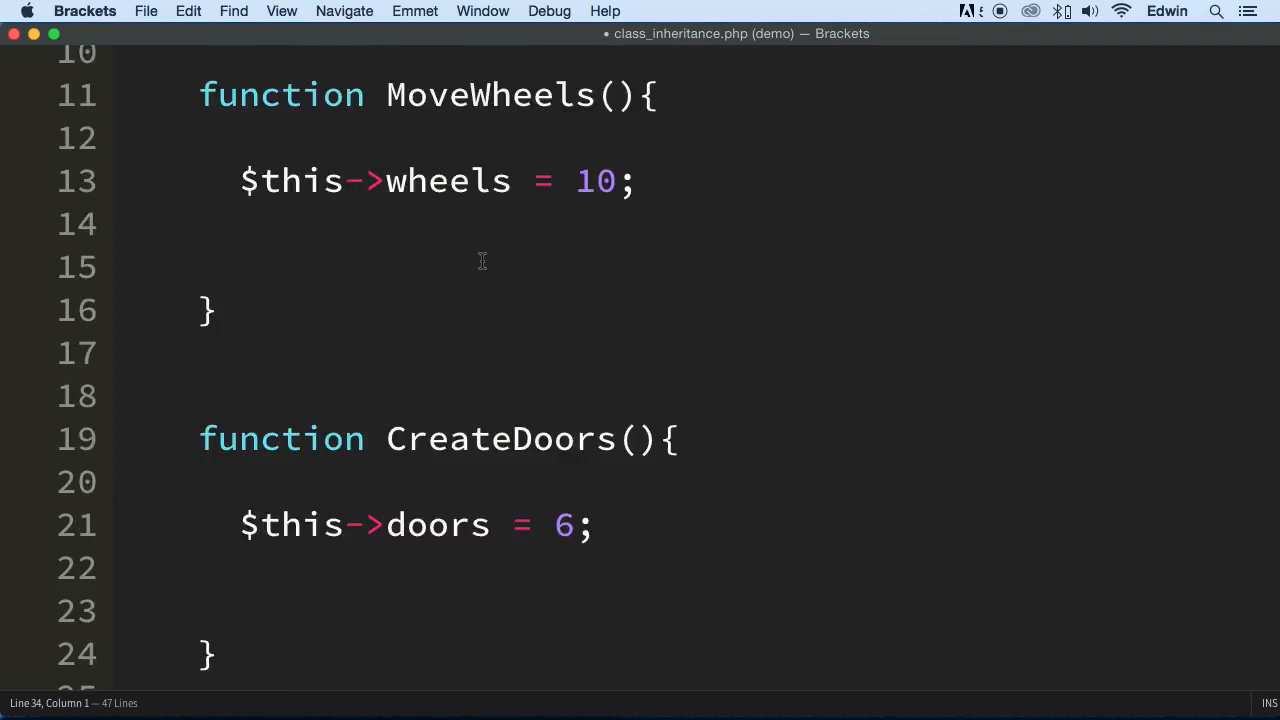 Brackets File Edit Find View Navigate Emmet Window Debug Help Edwin
• class_inheritance.php (demo) — Brackets
10
11 function MoveWheels(){
12
13 $this->wheels = 10;
14
15
16 }
17
18
19 function CreateDoors(){
20
21 $this->doors = 6;
22
23
24 }
25
Line 34, Column 1 — 47 Lines INS